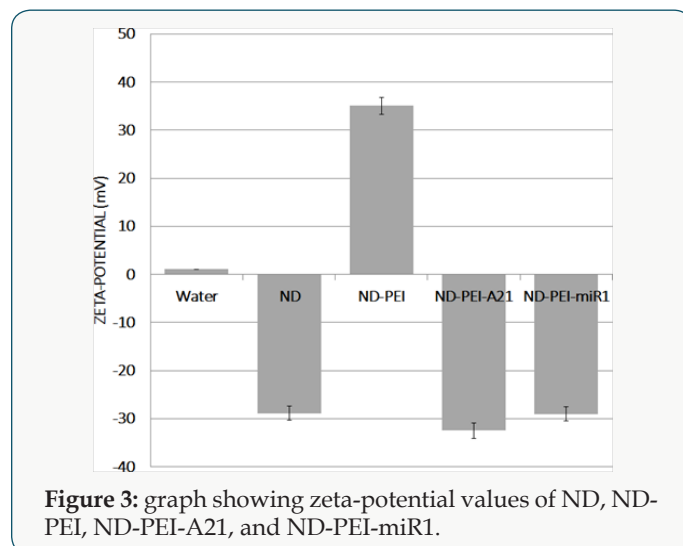 50
40
30
20
10
0
-10
-20
-30
-40
ZETA-POTENTIAL (mV)
Water ND ND-PEI ND-PEI-A21 ND-PEI-miR1
Figure 3: graph showing zeta-potential values of ND, ND-
PEI, ND-PEI-A21, and ND-PEI-miR1.